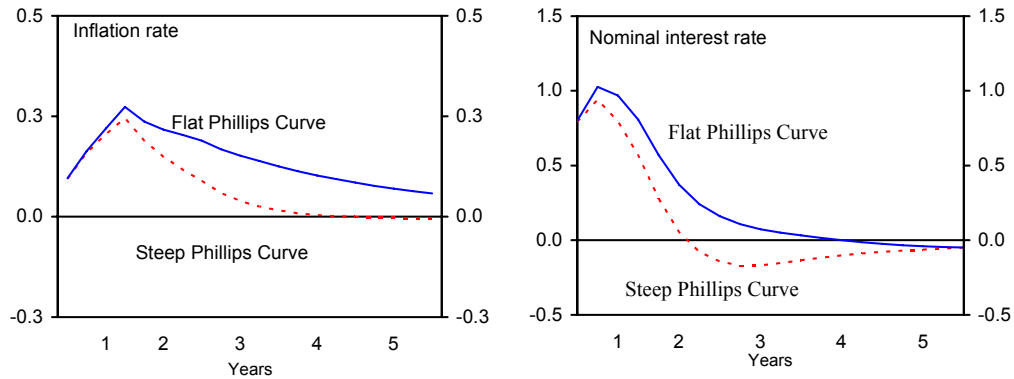 0.5
0.5
Inflation rate
0.3
0.3
Flat Phillips Curve
0.0
0.0
Steep Phillips Curve
-0.3
-0.3
1 2 3 4 5
Years
1.5
1.5
Nominal interest rate
1.0
1.0
Flat Phillips Curve
0.5
0.5
0.0
0.0
Steep Phillips Curve
-0.5
-0.5
1 2 3 4 5
Years